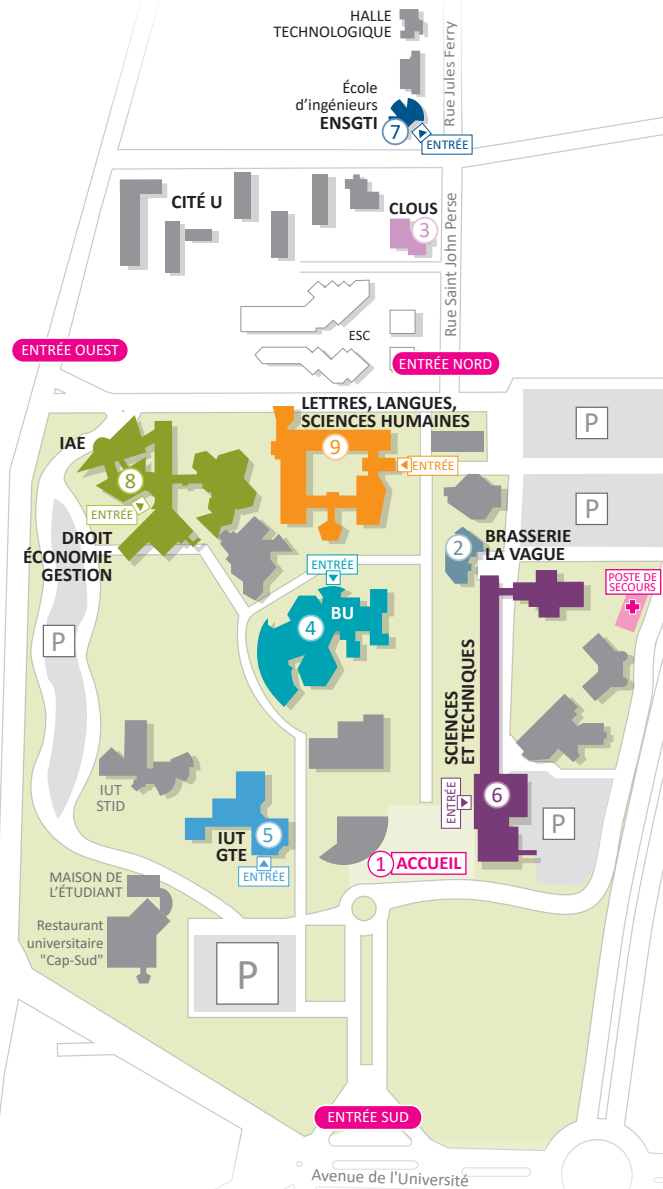 HALLE
TECHNOLOGIQUE
Rue Jules Ferry
École
d'ingénieurs
ENSGTI
7
ENTRÉE
CITÉ U
CLOUS
3
Rue Saint John Perse
ESC
ENTRÉE OUEST
ENTRÉE NORD
LETTRES, LANGUES,
SCIENCES HUMAINES
9
ENTRÉE
P
IAE
8
ENTRÉE
DROIT
ÉCONOMIE
GESTION
P
2
BRASSERIE
LA VAGUE
ENTRÉE
4
BU
POSTE DE
SECOURS
P
SCIENCES
ET TECHNIQUES
IUT
STID
ENTRÉE
6
P
5
IUT
GTE
ENTRÉE
1
ACCUEIL
MAISON DE
L'ÉTUDIANT
Restaurant
universitaire
"Cap-Sud"
P
ENTRÉE SUD
Avenue de l'Université